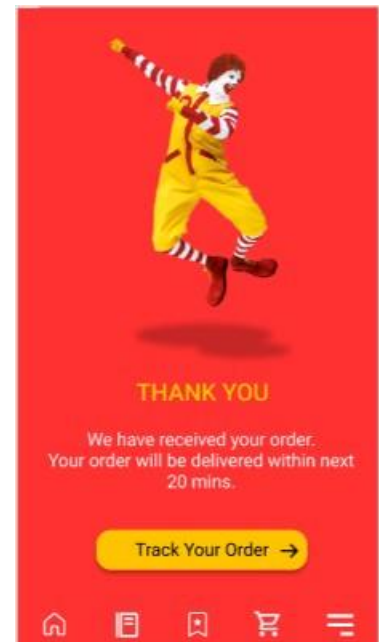 THANK YOU
We have received your order.
Your order will be delivered within next
20 mins.
Track Your Order →